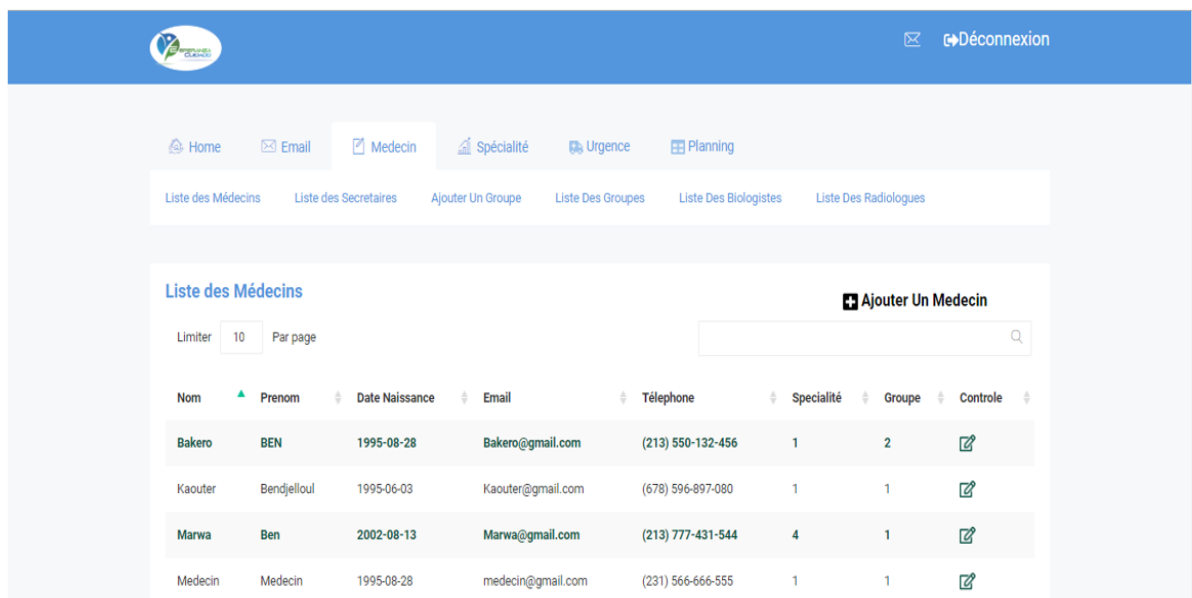 Déconnexion
Home Email Medecin Spécialité Urgence Planning
Liste des Médecins Liste des Secretaires Ajouter Un Groupe Liste Des Groupes Liste Des Biologistes Liste Des Radiologues
Liste des Médecins
Ajouter Un Medecin
Limiter 10 Par page
Nom Prenom Date Naissance Email Télephone Specialité Groupe Controle
Bakero BEN 1995-08-28 Bakero@gmail.com (213) 550-132-456 1 2
Kaouter Bendjelloul 1995-06-03 Kaouter@gmail.com (678) 596-897-080 1 1
Marwa Ben 2002-08-13 Marwa@gmail.com (213) 777-431-544 4 1
Medecin Medecin 1995-08-28 medecin@gmail.com (231) 566-666-555 1 1